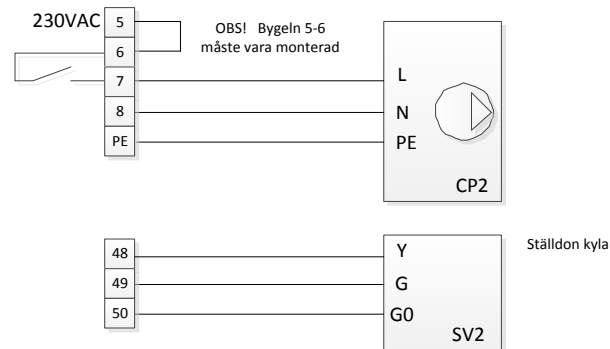 230VAC
5
6
7
8
PE
OBS! Bygeln 5-6
måste vara monterad
L
N
PE
CP2
48
49
50
Y
G
G0
SV2
Ställdon kyla